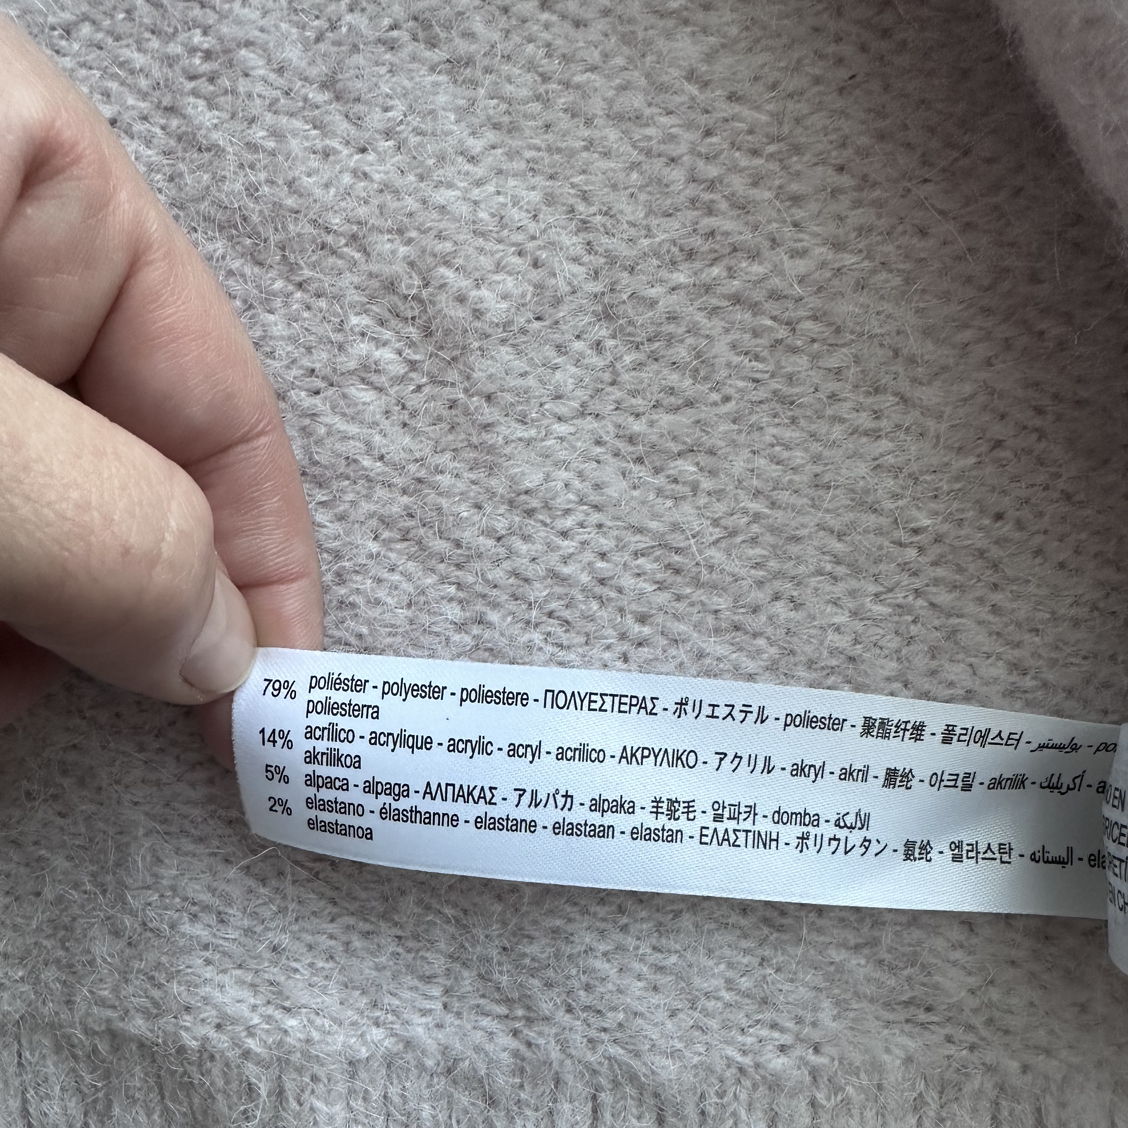 79% poliéster - polyester - poliestere - ΠΟΛΥΕΣΤΕΡΑΣ - ポリエステル - poliester - 聚酯纤维 - 폴리에스터 - بوليستير -
poliesterra
14% acrílico - acrylique - acrylic - acryl - acrilico - ΑΚΡΥΛΙΚΟ - アクリル - akryl - akril - 腈纶 - 아크릴 - akrilik - أكريليك -
akrilikoa
5% alpaca - alpaga - ΑΛΠΑΚΑΣ - アルパカ - alpaka - 羊驼毛 - 알파카 - domba - الألبكة
2% elastano - élasthanne - elastane - elastaan - elastan - ΕΛΑΣΤΙΝΗ - ポリウレタン - 氨纶 - 엘라스탄 - اليستانه -
elastanoa